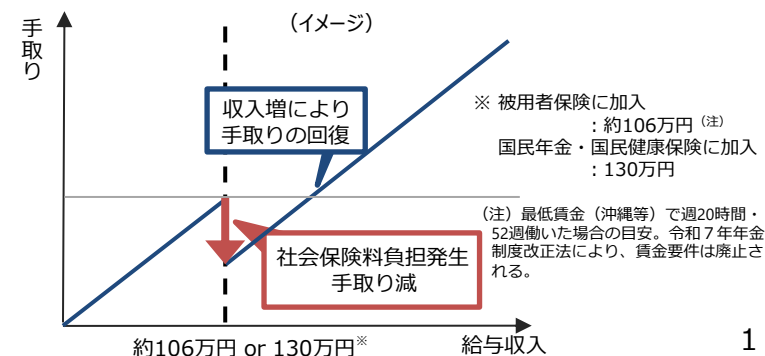 手取り
（イメージ）
収入増により
手取りの回復
※ 被用者保険に加入
：約106万円（注）
国民年金・国民健康保険に加入
：130万円
（注）最低賃金（沖縄等）で週20時間・
52週働いた場合の目安。令和７年年金
制度改正法により、賃金要件は廃止さ
れる。
社会保険料負担発生
手取り減
約106万円 or 130万円※
給与収入
1